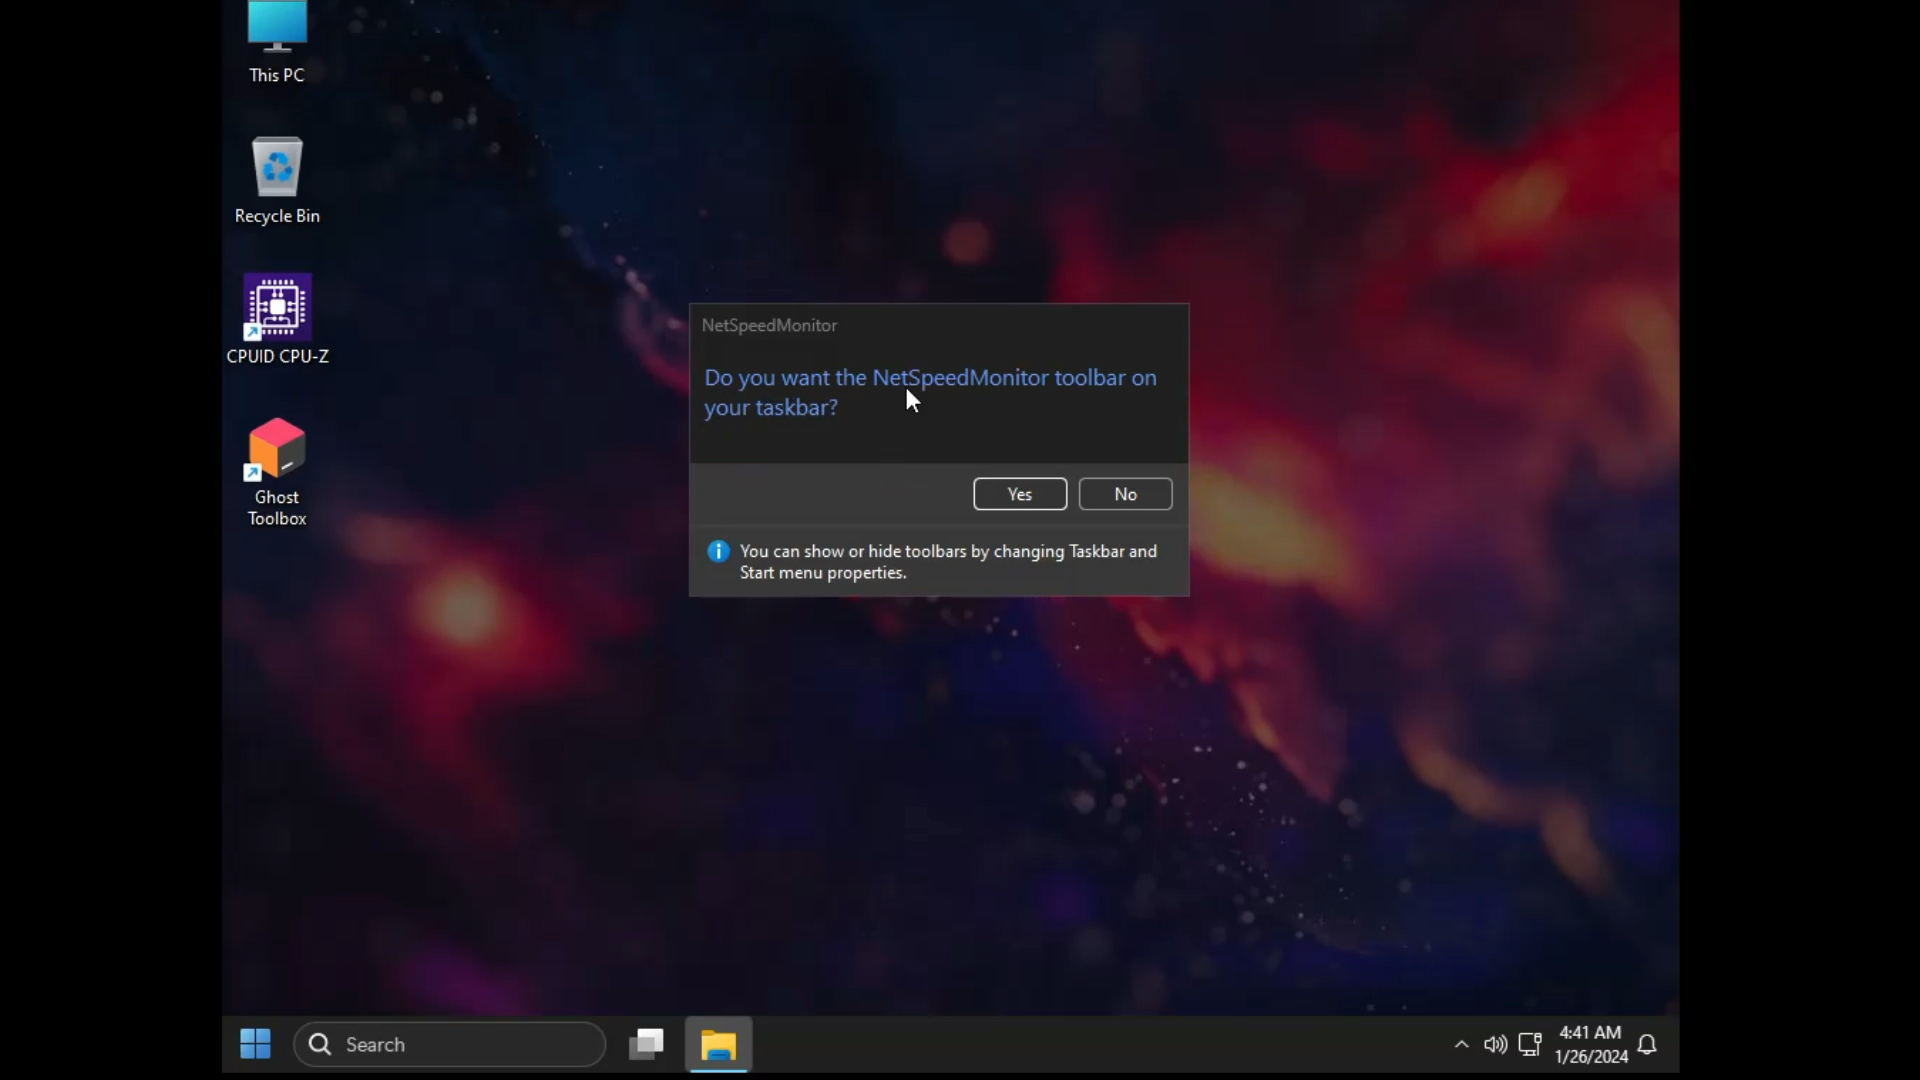 This PC
Recycle Bin
CPUID CPU-Z
Ghost
Toolbox
NetSpeedMonitor
Do you want the NetSpeedMonitor toolbar on
your taskbar?
Yes
No
You can show or hide toolbars by changing Taskbar and
Start menu properties.
Search
4:41 AM
1/26/2024